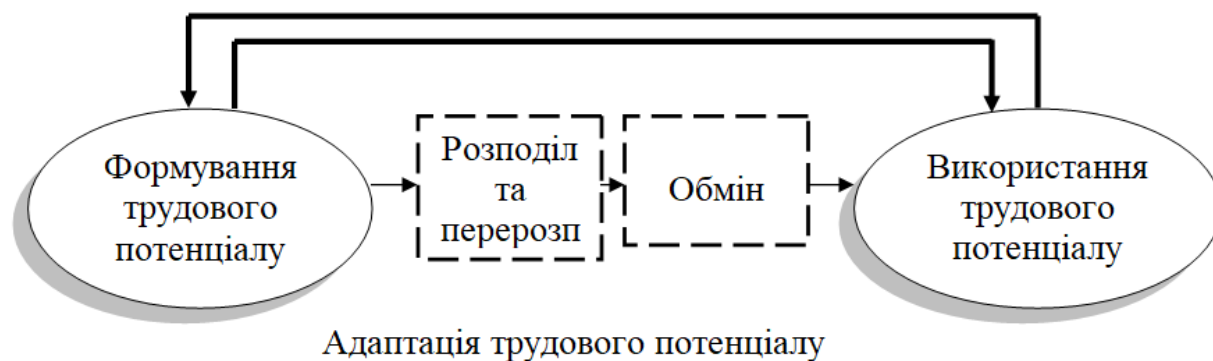 Формування
трудового
потенціалу
Розподіл
та
перерозп
Обмін
Використання
трудового
потенціалу
Адаптація трудового потенціалу